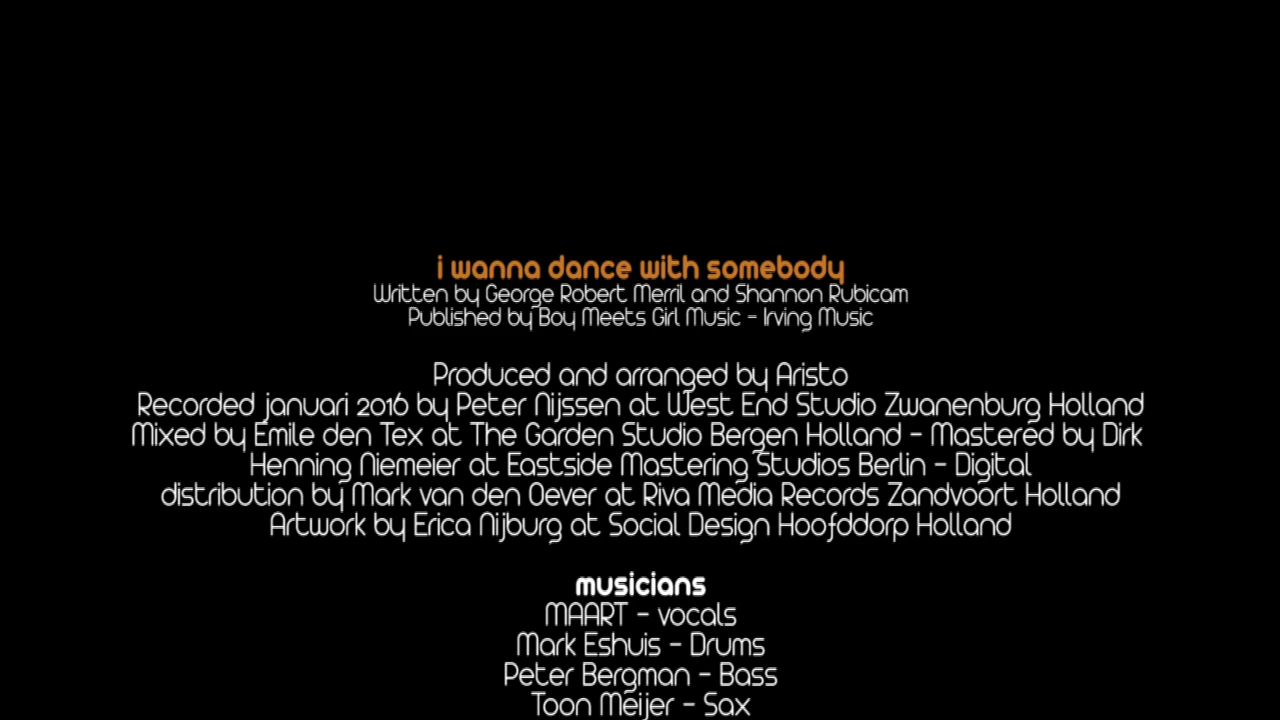 i wanna dance with somebody
Written by George Robert Merril and Shannon Rubicam
Published by Boy Meets Girl Music - Irving Music
Produced and arranged by Aristo
Recorded januari 2016 by Peter Nijssen at West End Studio Zwanenburg Holland
Mixed by Emile den Tex at The Garden Studio Bergen Holland - Mastered by Dirk
Henning Niemeier at Eastside Mastering Studios Berlin - Digital
distribution by Mark van den Oever at Riva Media Records Zandvoort Holland
Artwork by Erica Nijburg at Social Design Hoofddorp Holland
musicians
MAART - vocals
Mark Eshuis - Drums
Peter Bergman - Bass
Toon Meijer - Sax